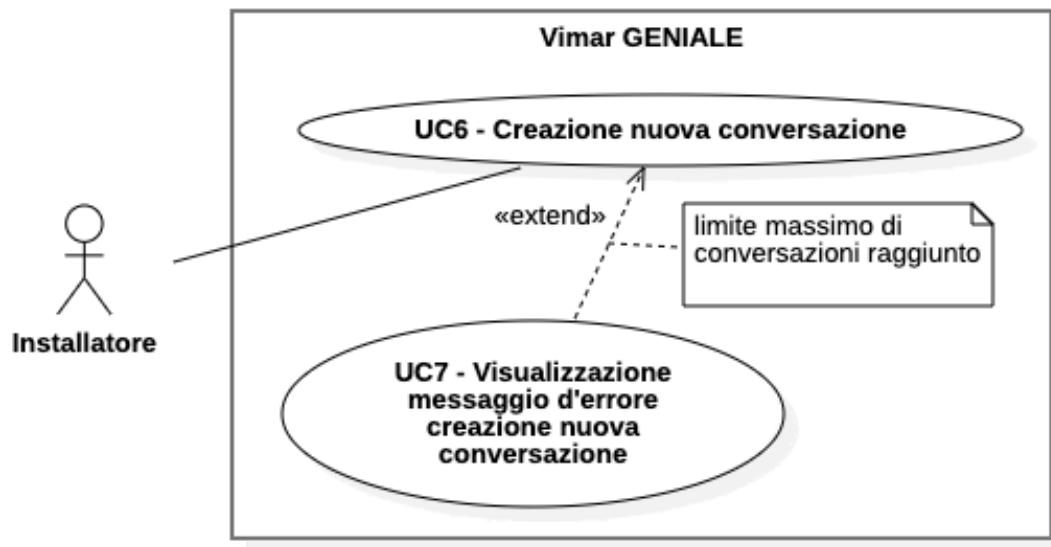 Vimar GENIALE
UC6 - Creazione nuova conversazione
«extend»
limite massimo di
conversazioni raggiunto
Installatore
UC7 - Visualizzazione
messaggio d'errore
creazione nuova
conversazione